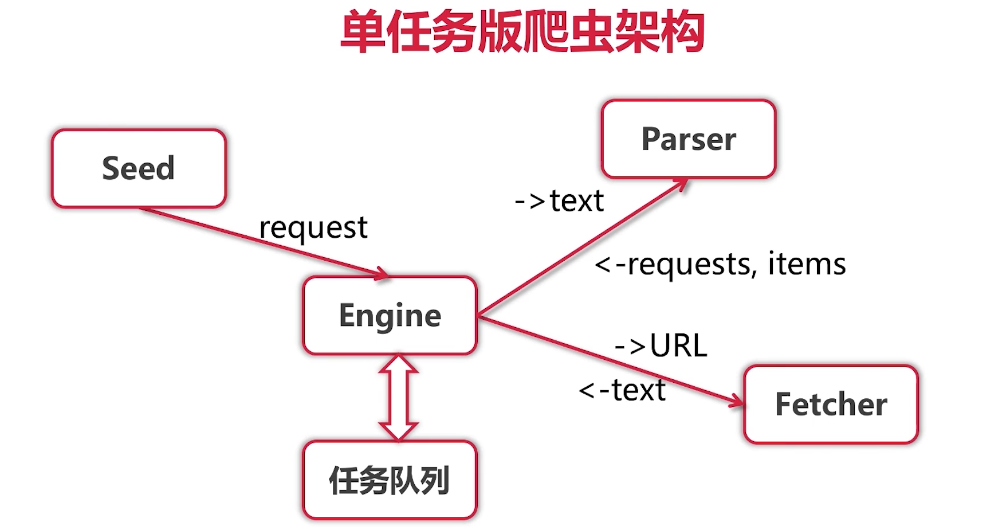 单任务版爬虫架构
Seed
Parser
->text
request
<-requests, items
Engine
->URL
<-text
Fetcher
任务队列